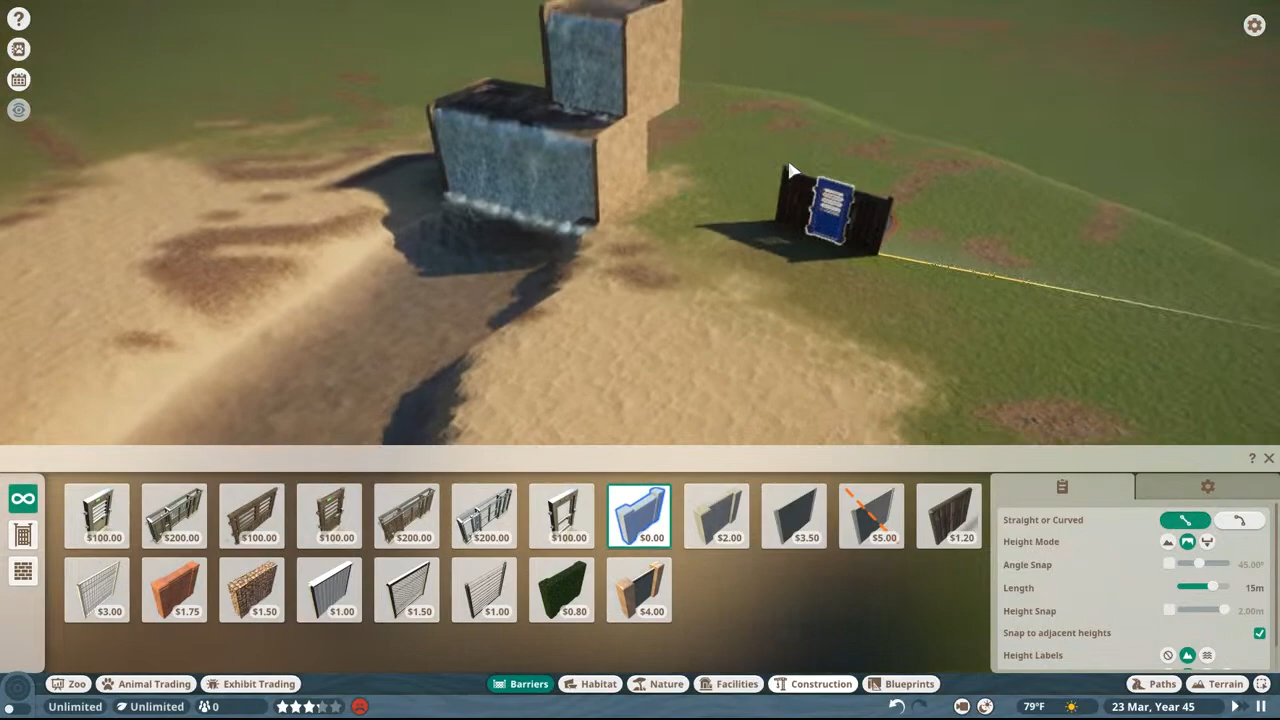 ?
?
$100.00 $200.00 $100.00 $100.00 $200.00 $200.00 $100.00 $0.00 $2.00 $3.50 $5.00 $1.20
$3.00 $1.75 $1.50 $1.00 $1.50 $1.00 $0.80 $4.00
Straight or Curved
Height Mode
Angle Snap 45.00°
Length 15m
Height Snap 2.00m
Snap to adjacent heights
Height Labels
Zoo Animal Trading Exhibit Trading Barriers Habitat Nature Facilities Construction Blueprints Paths Terrain
Unlimited Unlimited 0 79°F 23 Mar, Year 45